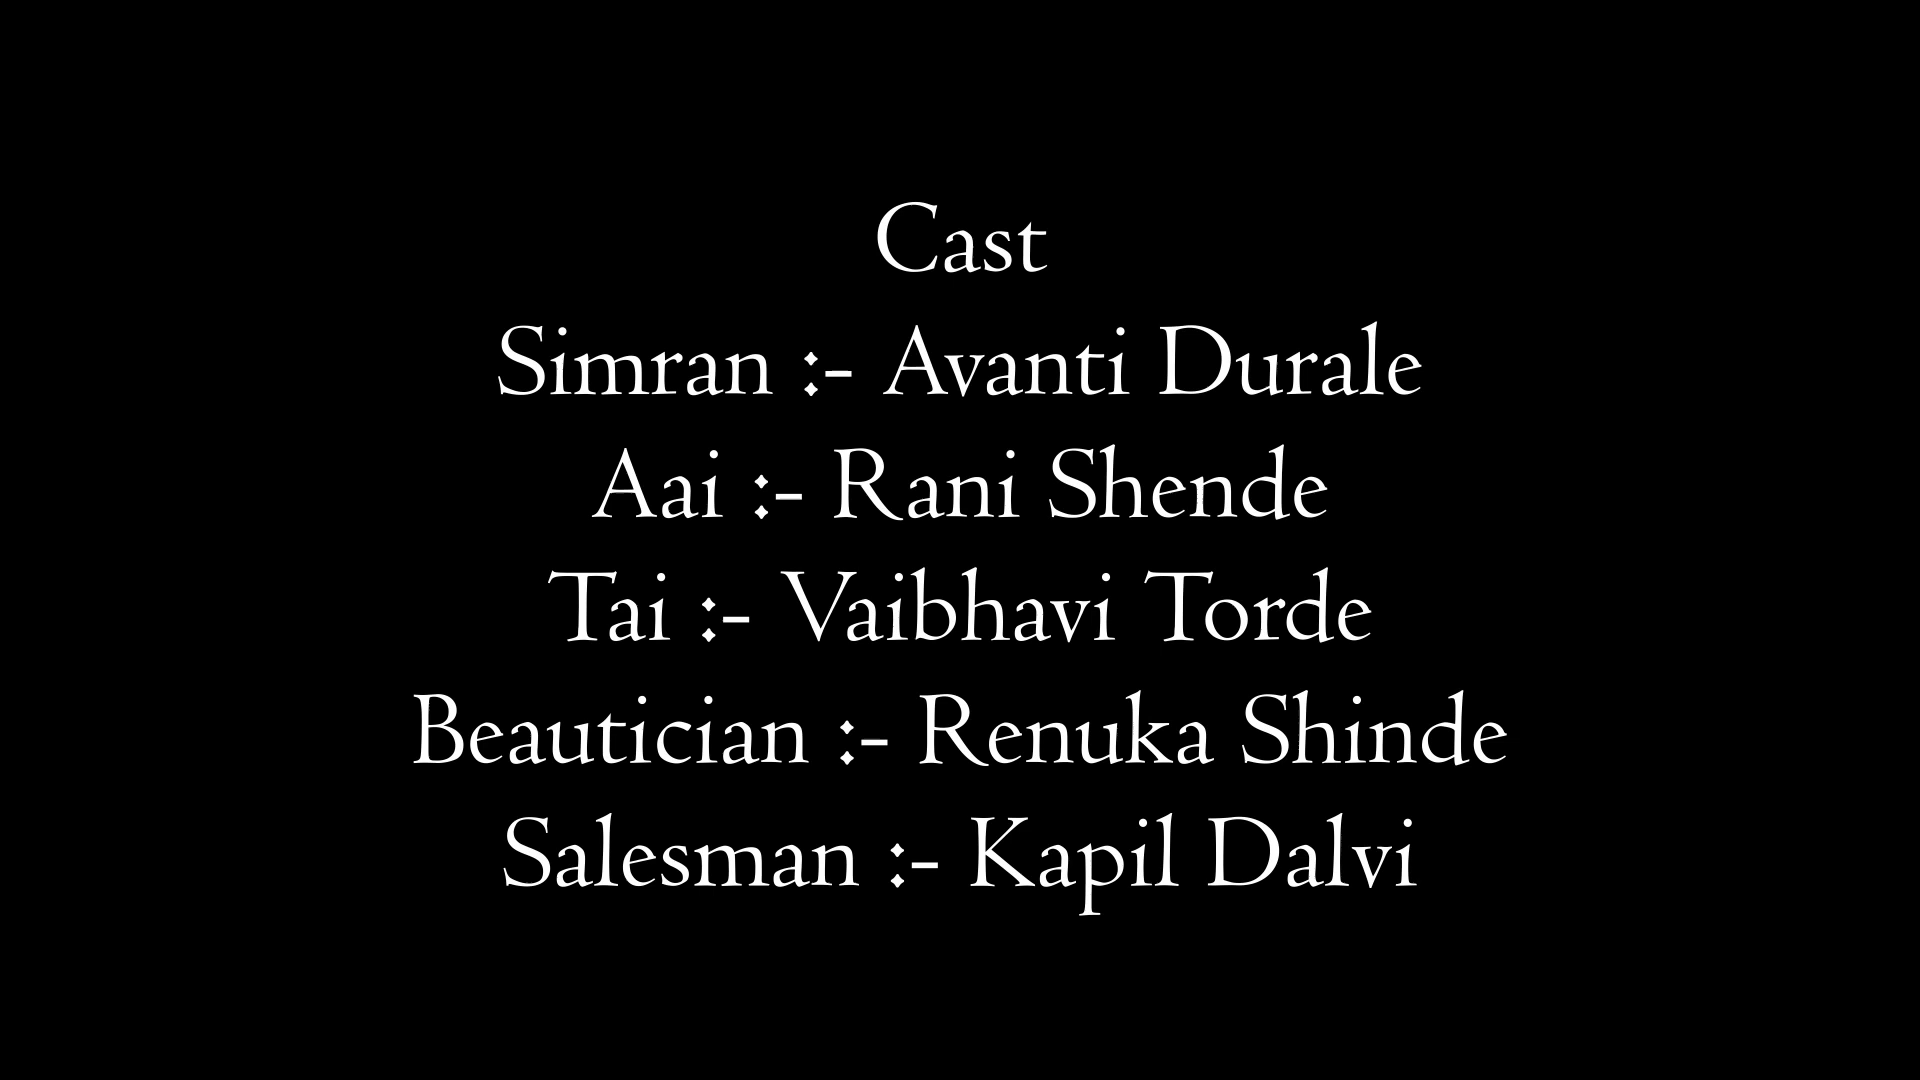 Cast
Simran :- Avanti Durale
Aai :- Rani Shende
Tai :- Vaibhavi Torde
Beautician :- Renuka Shinde
Salesman :- Kapil Dalvi